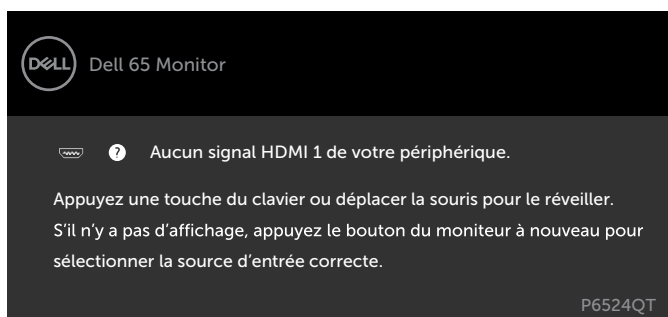 DELL Dell 65 Monitor
? Aucun signal HDMI 1 de votre périphérique.
Appuyez une touche du clavier ou déplacer la souris pour le réveiller.
S’il n’y a pas d’affichage, appuyez le bouton du moniteur à nouveau pour
sélectionner la source d’entrée correcte.
P6524QT